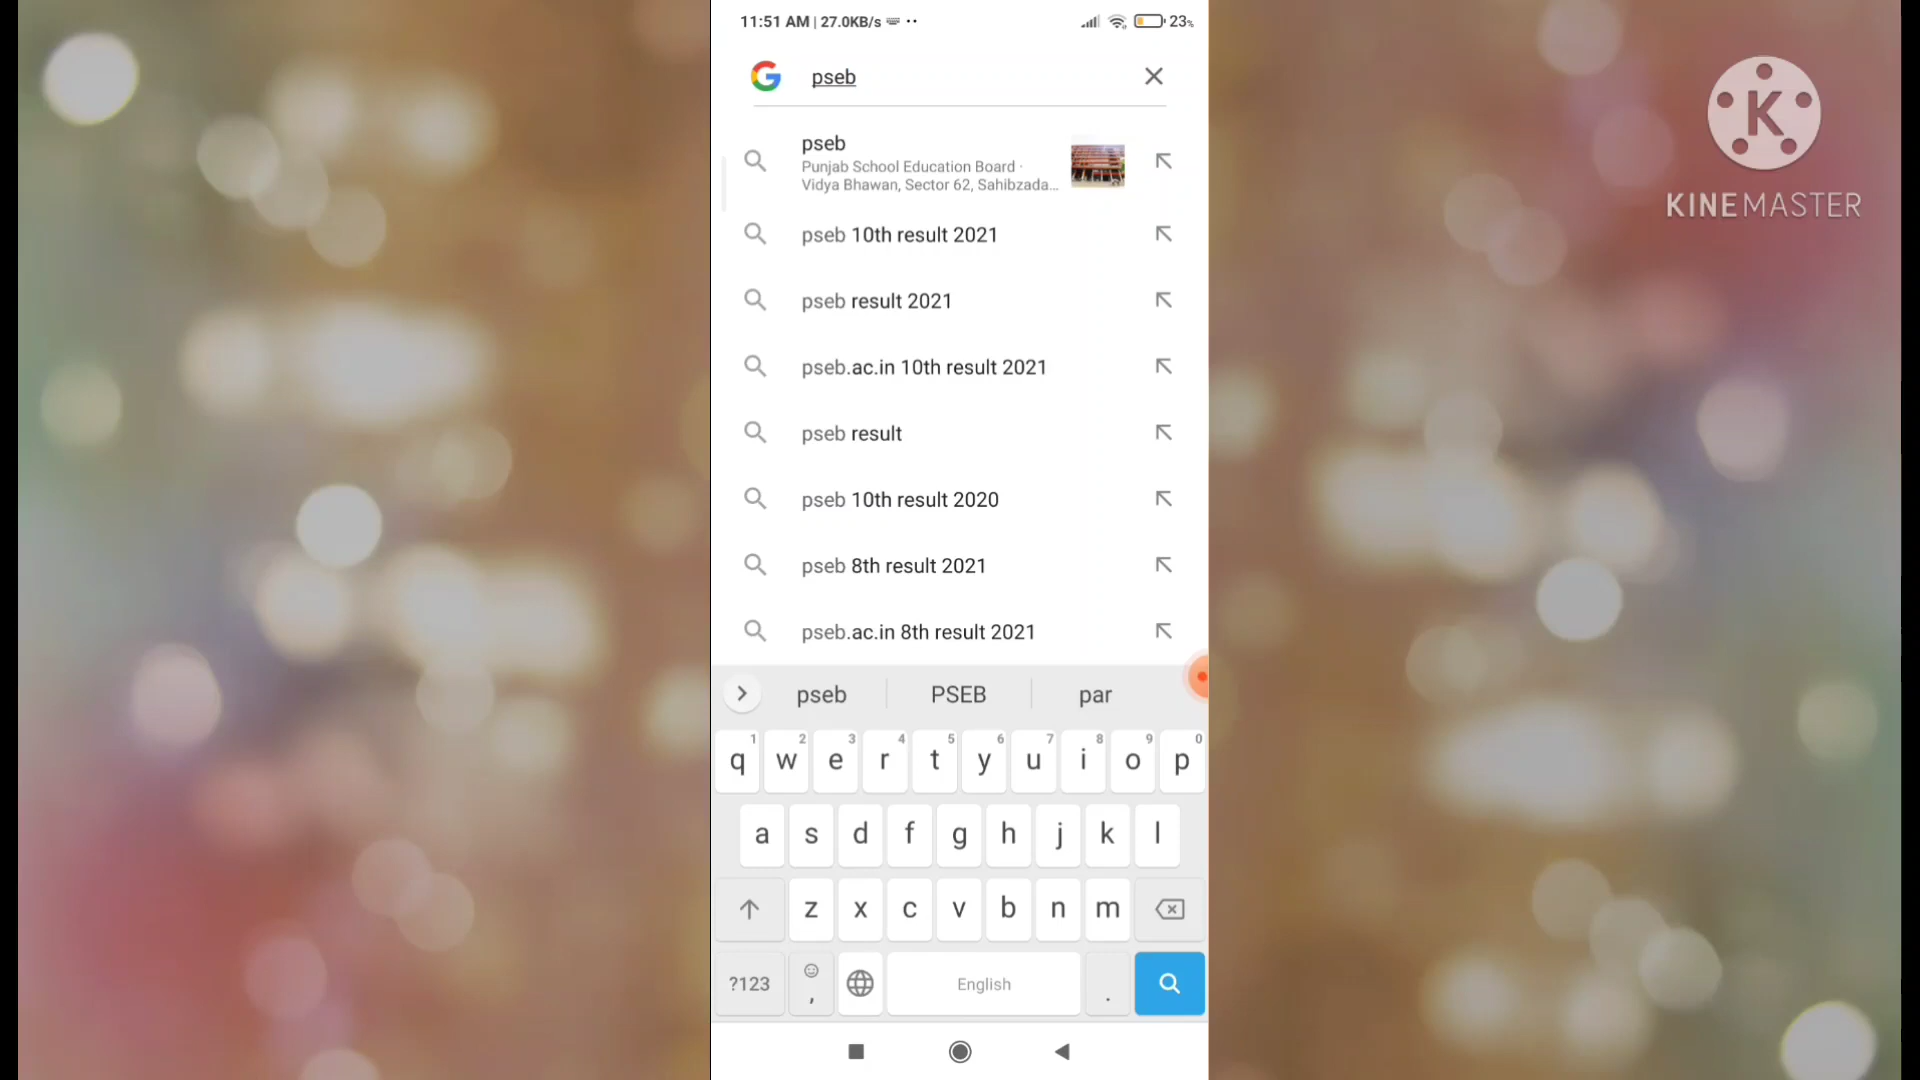 11:51 AM | 27.0KB/s
23%
pseb
pseb
Punjab School Education Board ·
Vidya Bhawan, Sector 62, Sahibzada...
pseb 10th result 2021
pseb result 2021
pseb.ac.in 10th result 2021
pseb result
pseb 10th result 2020
pseb 8th result 2021
pseb.ac.in 8th result 2021
pseb PSEB par
1 2 3 4 5 6 7 8 9 0
q w e r t y u i o p
a s d f g h j k l
z x c v b n m
?123 , English .
K
KINEMASTER